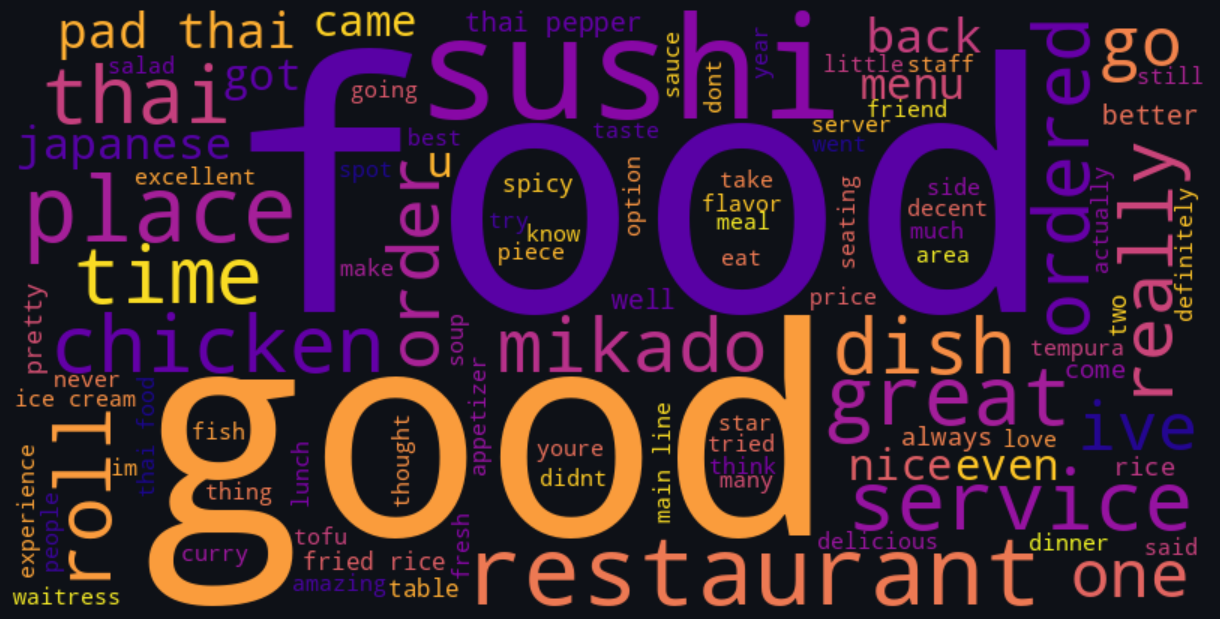 pad thai
came
thai pepper
sushi
back
ordered
go
salad
thai
got
going
sauce
dont
year
little
staff
menu
still
friend
better
japanese
food
best
taste
server
went
u
excellent
spot
order
spicy
option
take
seating
side
really
actually
definitely
place
try
know
flavor
meal
decent
much
piece
eat
area
time
make
well
price
two
pretty
chicken
soup
mikado
dish
tempura
come
never
ice cream
thai food
appetizer
great
ive
roll
good
fish
thought
youre
didnt
main line
star
tried
think
many
always
love
nice
even
rice
im
thing
lunch
service
experience
people
curry
tofu
fried rice
fresh
amazing
table
restaurant
delicious
dinner
said
one
waitress